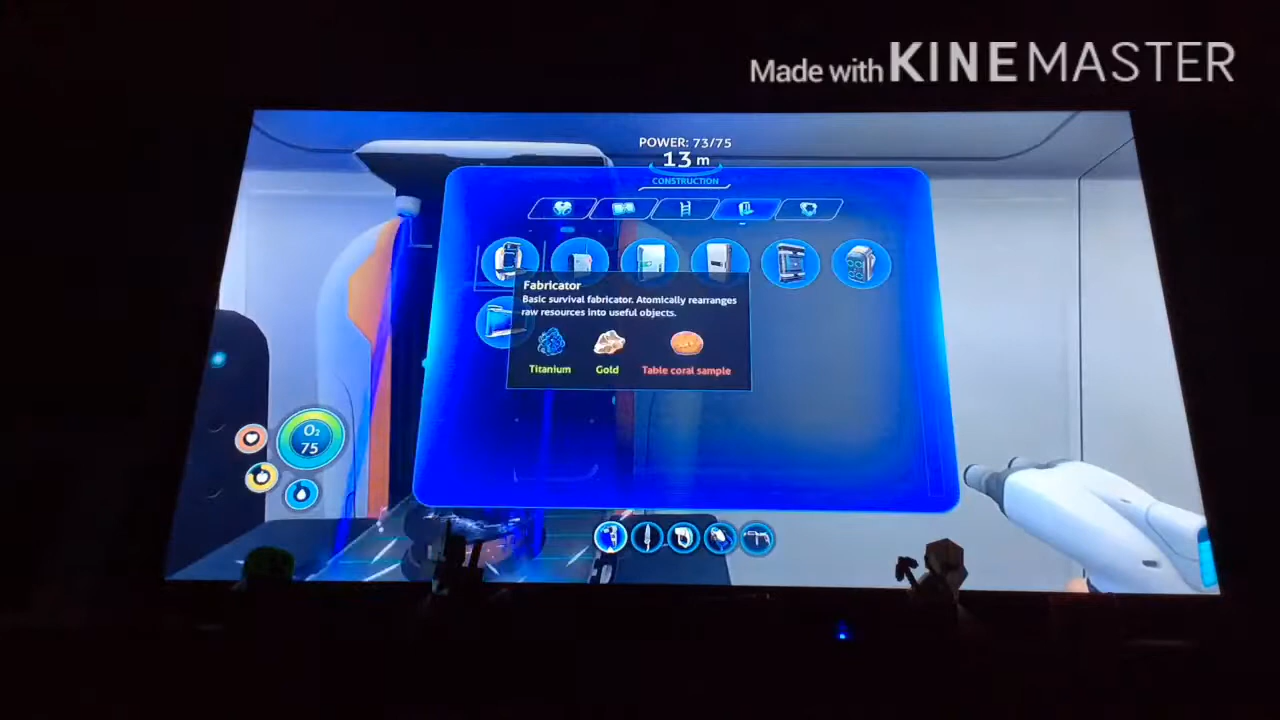 Made with KINEMASTER
POWER: 73/75
13 m
CONSTRUCTION
Fabricator
Basic survival fabricator. Atomically rearranges
raw resources into useful objects.
Titanium Gold Table coral sample
O₂
75